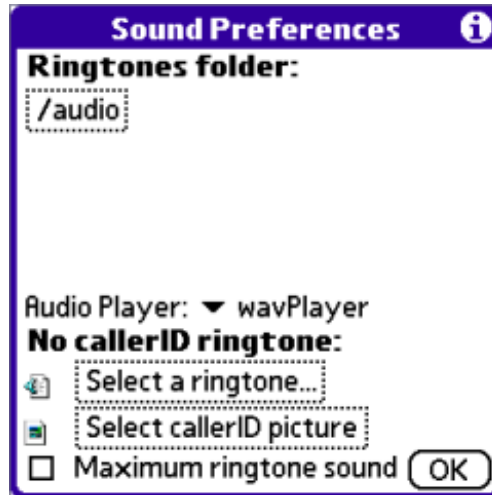 Sound Preferences
Ringtones folder:
/audio
Audio Player: wavPlayer
No callerID ringtone:
Select a ringtone...
Select callerID picture
Maximum ringtone sound OK